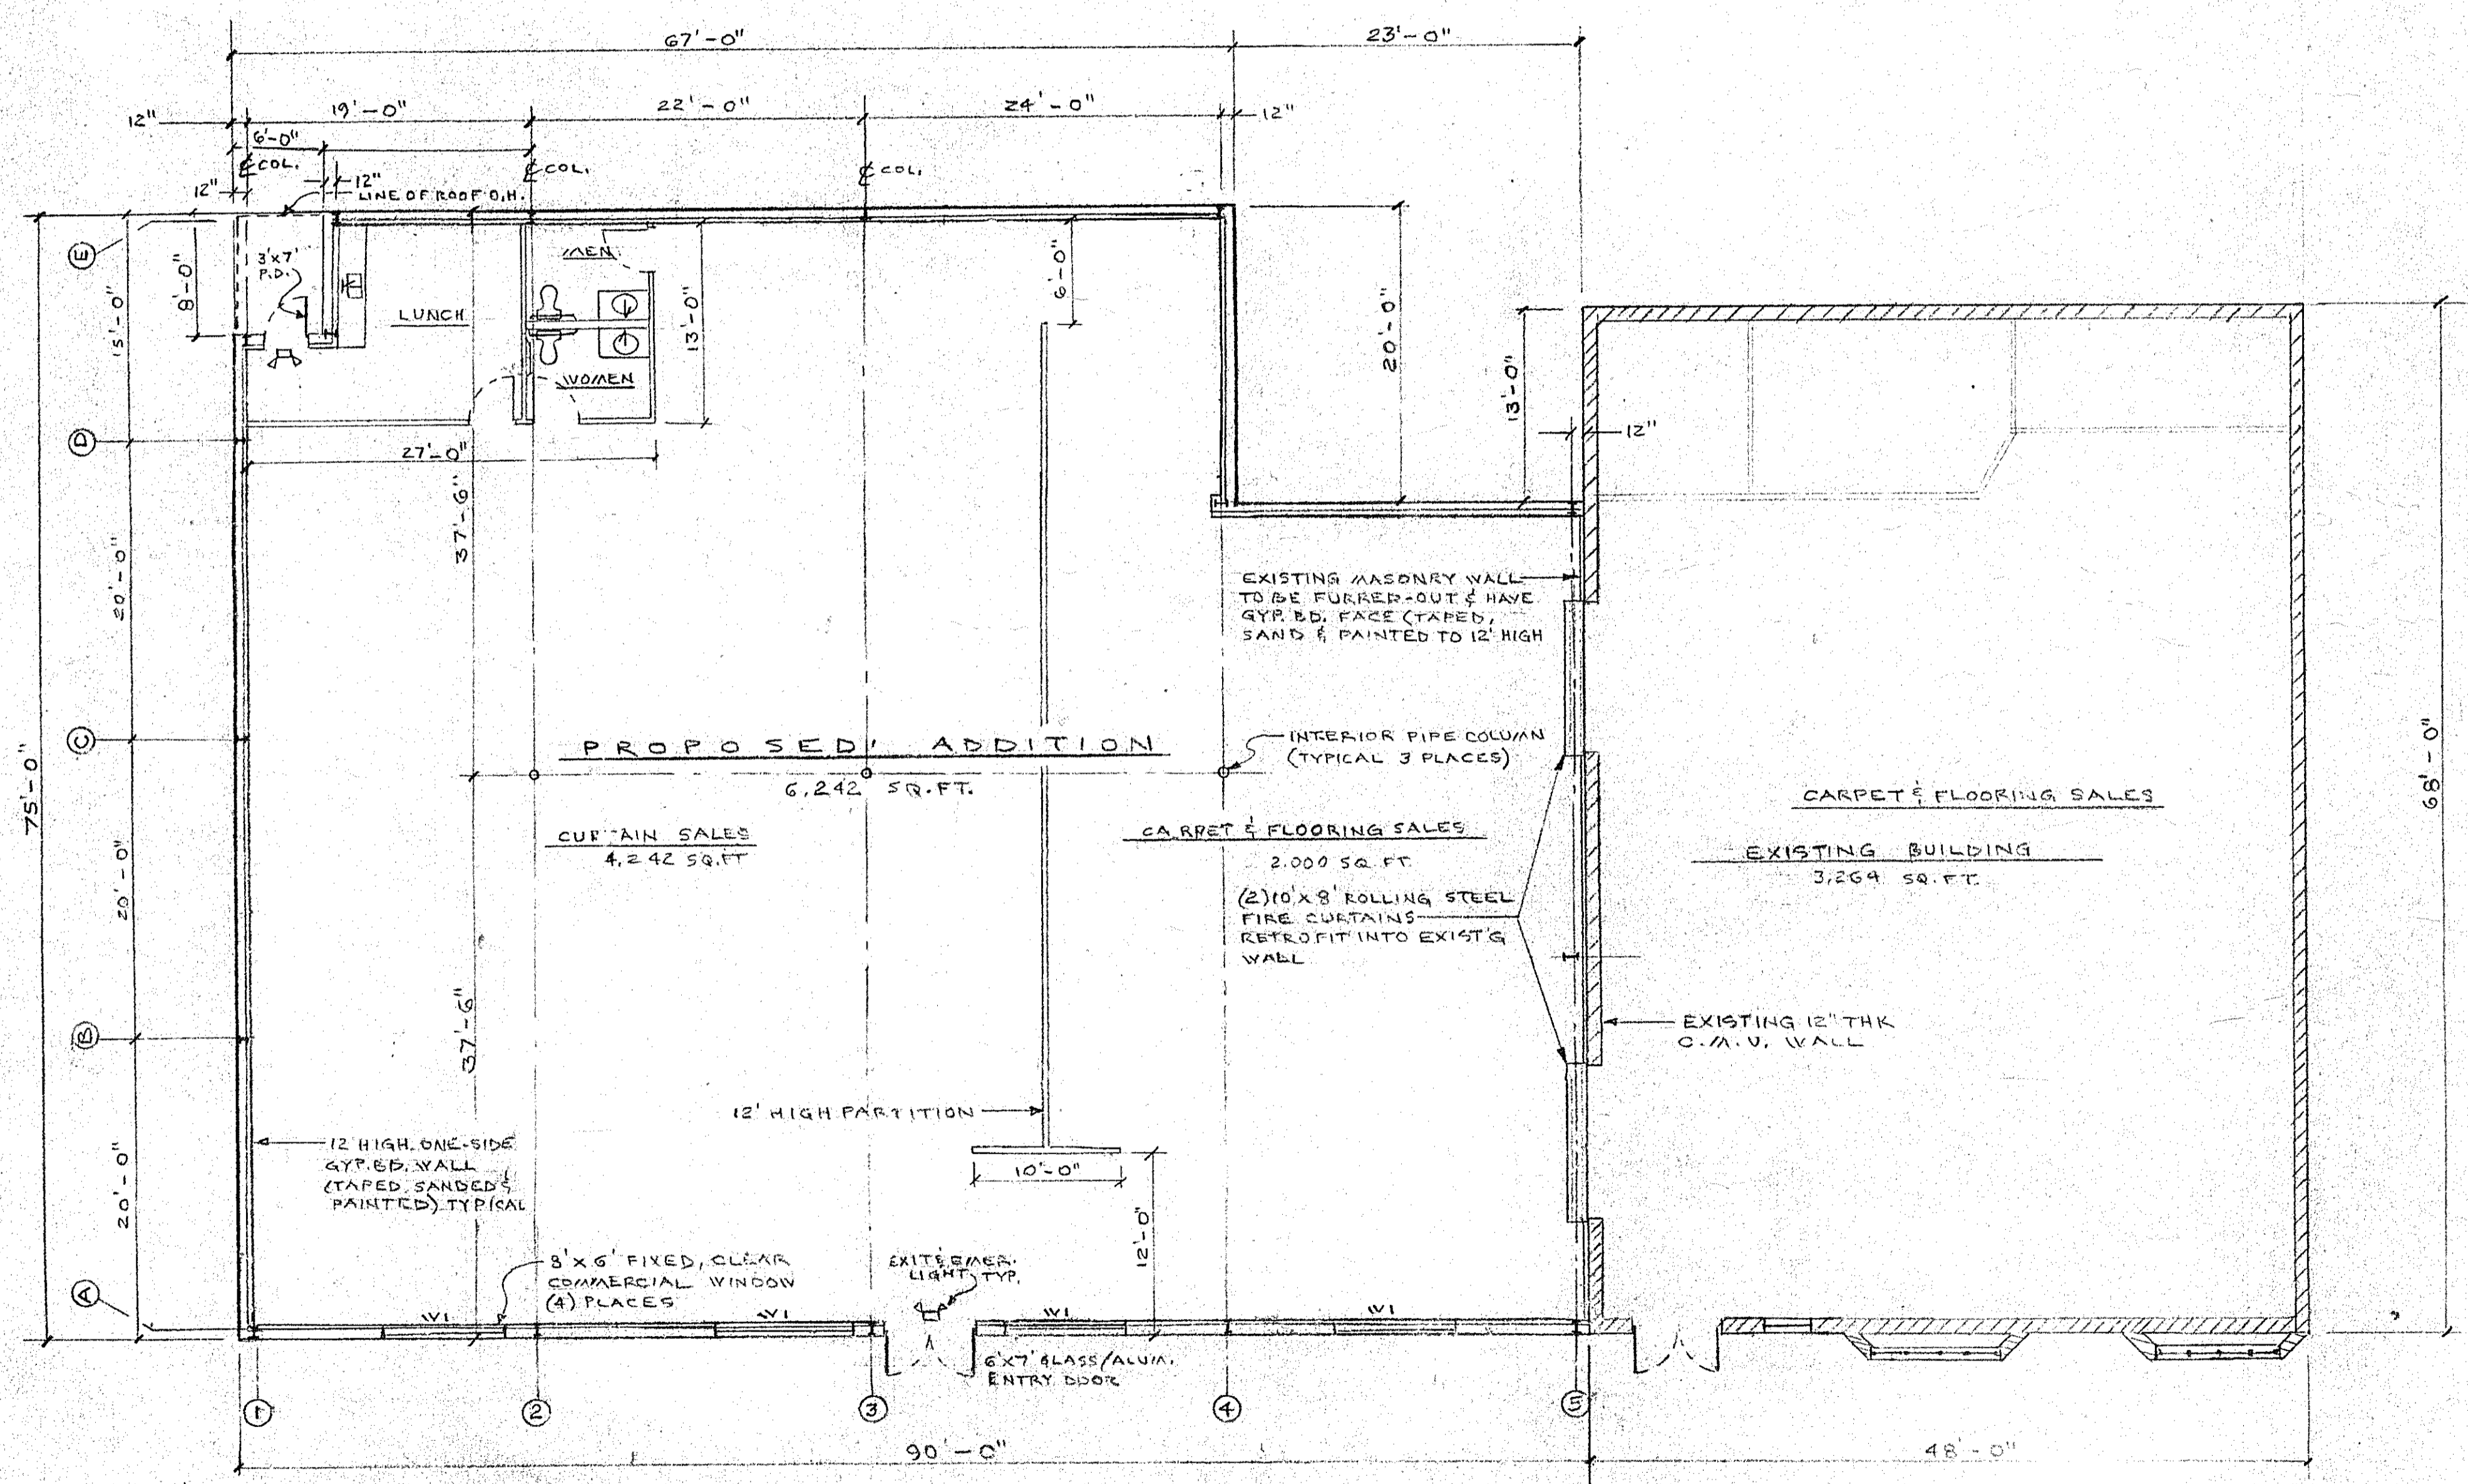 67'-0"
23'-0"
12"
19'-0"
22'-0"
24'-0"
12"
6'-0"
℄ COL.
℄ COL.
℄ COL.
12"
12"
LINE OF ROOF O.H.
E
3'x7'
P.D.
8'-0"
15'-0"
LUNCH
MEN
WOMEN
13'-0"
6'-0"
20'-0"
13'-0"
12"
D
27'-0"
37'-6"
20'-0"
EXISTING MASONRY WALL
TO BE FURRED-OUT & HAVE
GYP. BD. FACE (TAPED,
SAND & PAINTED TO 12' HIGH
C
75'-0"
PROPOSED ADDITION
6,242 SQ.FT.
INTERIOR PIPE COLUMN
(TYPICAL 3 PLACES)
CARPET & FLOORING SALES
68'-0"
CURTAIN SALES
4,242 SQ.FT
CARPET & FLOORING SALES
2,000 SQ. FT.
EXISTING BUILDING
3,264 SQ.FT.
20'-0"
(2) 10' X 8' ROLLING STEEL
FIRE CURTAINS
RETROFIT INTO EXIST'G
WALL
37'-6"
B
EXISTING 12" THK
C.M.U. WALL
12' HIGH PARTITION
12' HIGH ONE-SIDE
GYP. BD. WALL
(TAPED, SANDED &
PAINTED) TYPICAL
20'-0"
10'-0"
12'-0"
8' X 6' FIXED, CLEAR
COMMERCIAL WINDOW
(4) PLACES
EXIT & EMER.
LIGHT, TYP.
A
W1
W1
W1
W1
6'X7' GLASS/ALUM.
ENTRY DOOR
1
2
3
4
5
90'-0"
48'-0"